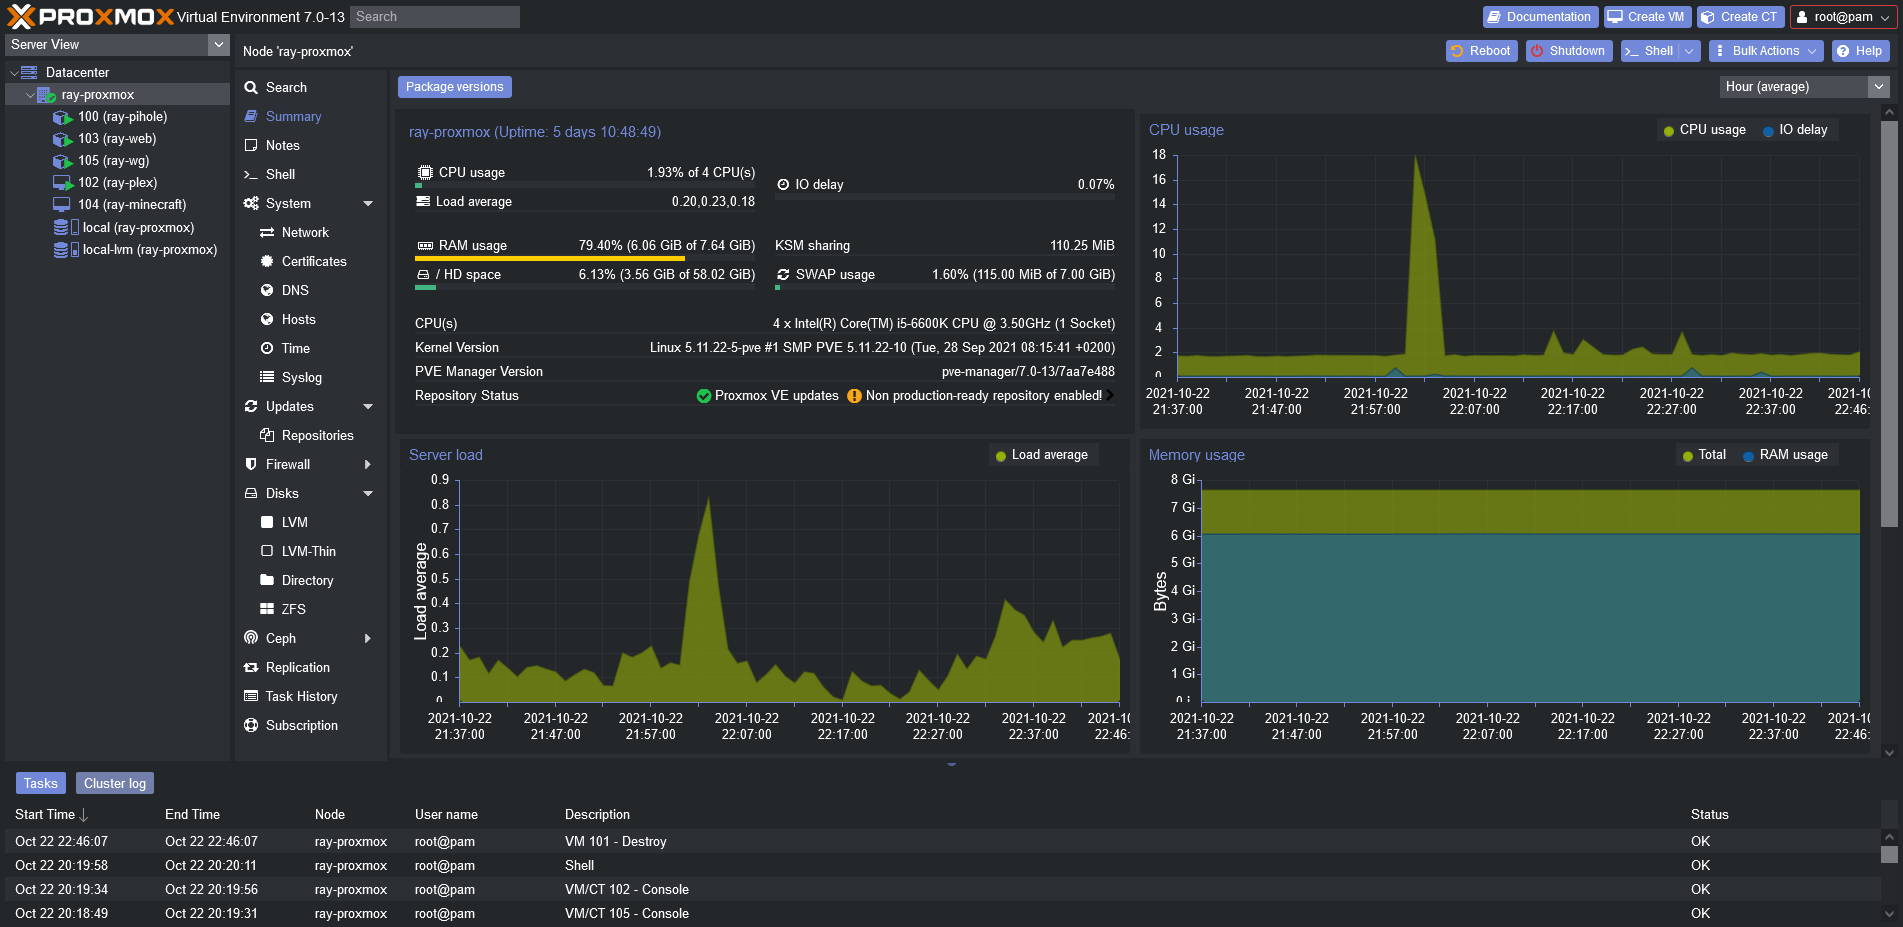 PROXMOX Virtual Environment 7.0-13 Search Documentation Create VM Create CT root@pam
Server View
Node 'ray-proxmox' Reboot Shutdown Shell Bulk Actions Help
Datacenter
ray-proxmox
100 (ray-pihole)
103 (ray-web)
105 (ray-wg)
102 (ray-plex)
104 (ray-minecraft)
local (ray-proxmox)
local-lvm (ray-proxmox)
Search
Summary
Notes
Shell
System
Network
Certificates
DNS
Hosts
Time
Syslog
Updates
Repositories
Firewall
Disks
LVM
LVM-Thin
Directory
ZFS
Ceph
Replication
Task History
Subscription
Package versions Hour (average)
ray-proxmox (Uptime: 5 days 10:48:49)
CPU usage 1.93% of 4 CPU(s)
IO delay 0.07%
Load average 0.20,0.23,0.18
RAM usage 79.40% (6.06 GiB of 7.64 GiB)
KSM sharing 110.25 MiB
/ HD space 6.13% (3.56 GiB of 58.02 GiB)
SWAP usage 1.60% (115.00 MiB of 7.00 GiB)
CPU(s) 4 x Intel(R) Core(TM) i5-6600K CPU @ 3.50GHz (1 Socket)
Kernel Version Linux 5.11.22-5-pve #1 SMP PVE 5.11.22-10 (Tue, 28 Sep 2021 08:15:41 +0200)
PVE Manager Version pve-manager/7.0-13/7aa7e488
Repository Status Proxmox VE updates Non production-ready repository enabled!
CPU usage CPU usage IO delay
18
16
14
12
10
8
6
4
2
0
2021-10-22 2021-10-22 2021-10-22 2021-10-22 2021-10-22 2021-10-22 2021-10-22 2021-1
21:37:00 21:47:00 21:57:00 22:07:00 22:17:00 22:27:00 22:37:00 22:46:
Server load Load average
Load average
0.9
0.8
0.7
0.6
0.5
0.4
0.3
0.2
0.1
0
2021-10-22 2021-10-22 2021-10-22 2021-10-22 2021-10-22 2021-10-22 2021-10-22 2021-1
21:37:00 21:47:00 21:57:00 22:07:00 22:17:00 22:27:00 22:37:00 22:46:
Memory usage Total RAM usage
Bytes
8 Gi
7 Gi
6 Gi
5 Gi
4 Gi
3 Gi
2 Gi
1 Gi
0 i
2021-10-22 2021-10-22 2021-10-22 2021-10-22 2021-10-22 2021-10-22 2021-10-22 2021-1
21:37:00 21:47:00 21:57:00 22:07:00 22:17:00 22:27:00 22:37:00 22:46:
Tasks Cluster log
Start Time End Time Node User name Description Status
Oct 22 22:46:07 Oct 22 22:46:07 ray-proxmox root@pam VM 101 - Destroy OK
Oct 22 20:19:58 Oct 22 20:20:11 ray-proxmox root@pam Shell OK
Oct 22 20:19:34 Oct 22 20:19:56 ray-proxmox root@pam VM/CT 102 - Console OK
Oct 22 20:18:49 Oct 22 20:19:31 ray-proxmox root@pam VM/CT 105 - Console OK